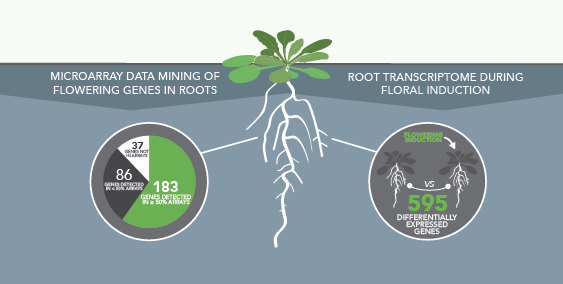 MICROARRAY DATA MINING OF
FLOWERING GENES IN ROOTS
37
GENES NOT
IN ARRAYS
86
GENES DETECTED
IN < 50% ARRAYS
183
GENES DETECTED
IN ≥ 50% ARRAYS
ROOT TRANSCRIPTOME DURING
FLORAL INDUCTION
FLOWERING
INDUCTION
VS
595
DIFFERENTIALLY
EXPRESSED
GENES